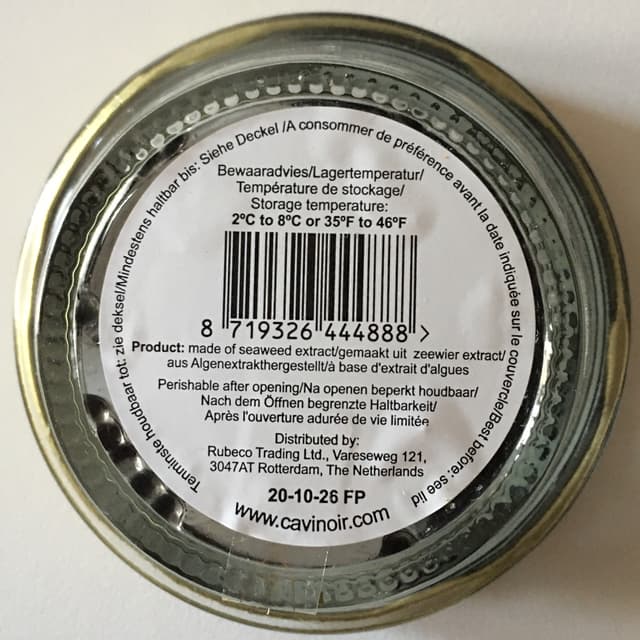 Tenminste houdbaar tot: zie deksel/Mindestens haltbar bis: Siehe Deckel /A consommer de préférence avant la date indiquée sur le couvercle/Best before: see lid
Bewaaradvies/Lagertemperatur/
Température de stockage/
Storage temperature:
2ºC to 8ºC or 35ºF to 46ºF
8 719326 444888 >
Product: made of seaweed extract/gemaakt uit zeewier extract/
aus Algenextrakthergestellt/à base d'extrait d'algues
Perishable after opening/Na openen beperkt houdbaar/
Nach dem Öffnen begrenzte Haltbarkeit/
Après l'ouverture adurée de vie limitée
Distributed by:
Rubeco Trading Ltd., Vareseweg 121,
3047AT Rotterdam, The Netherlands
20-10-26 FP
www.cavinoir.com